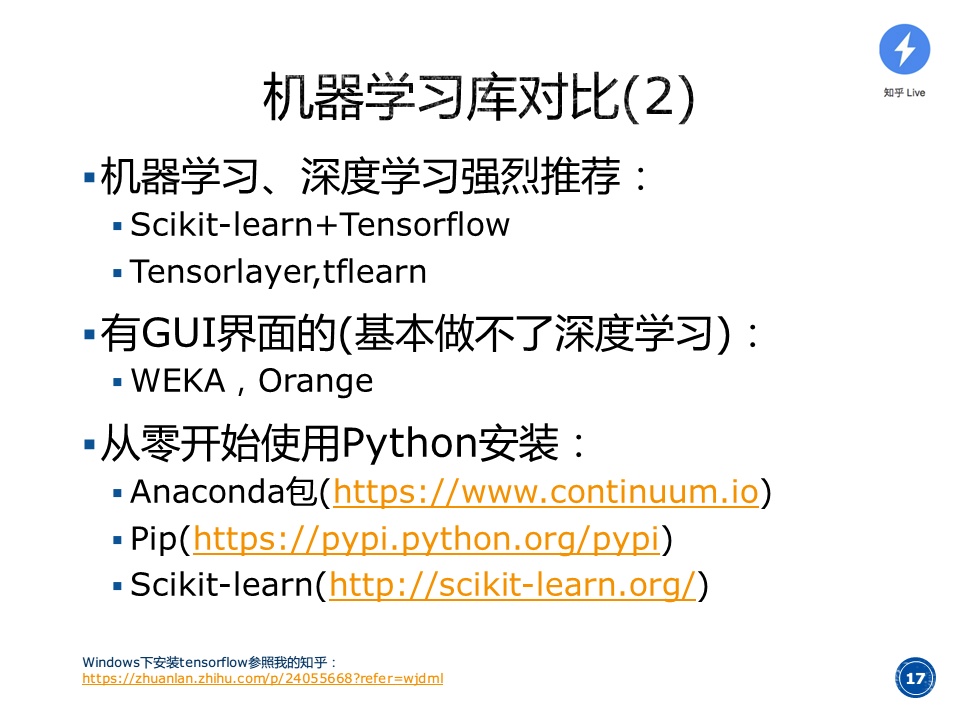 知乎 Live
机器学习库对比(2)
机器学习、深度学习强烈推荐：
Scikit-learn+Tensorflow
Tensorlayer,tflearn
有GUI界面的(基本做不了深度学习)：
WEKA，Orange
从零开始使用Python安装：
Anaconda包(https://www.continuum.io)
Pip(https://pypi.python.org/pypi)
Scikit-learn(http://scikit-learn.org/)
Windows下安装tensorflow参照我的知乎：
https://zhuanlan.zhihu.com/p/24055668?refer=wjdml
17